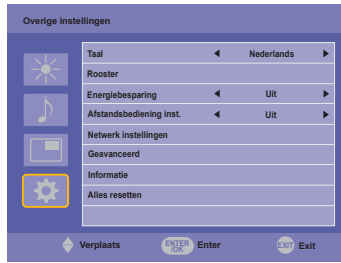 Overige instellingen
Taal Nederlands
Rooster
Energiebesparing Uit
Afstandsbediening inst. Uit
Netwerk instellingen
Geavanceerd
Informatie
Alles resetten
Verplaats ENTER /OK Enter EXIT Exit